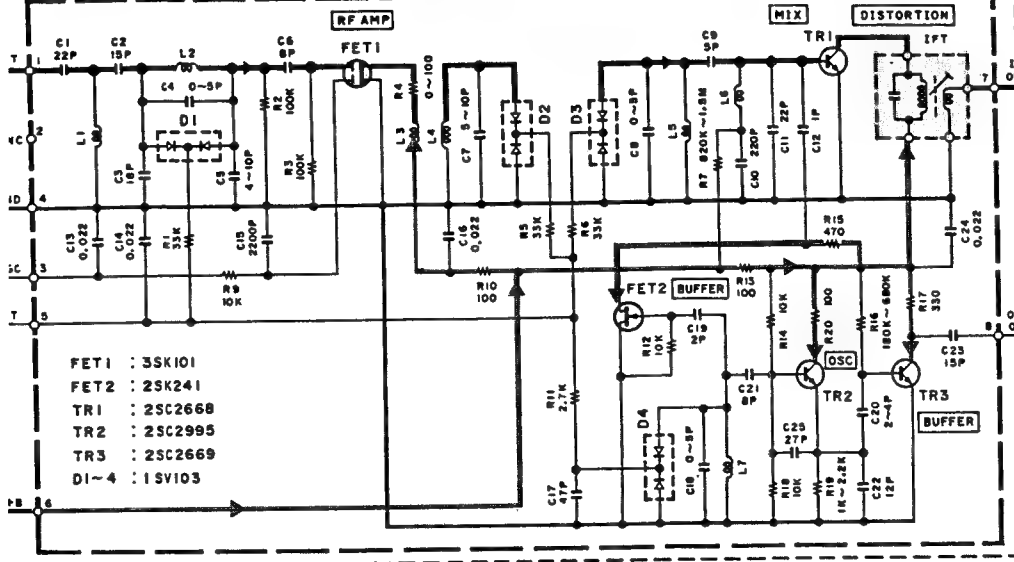 RF AMP
MIX
DISTORTION
FET1
TR1
IFT
C1
22P
C2
15P
L2
C6
8P
C9
5P
T
1
7
C4 0~5P
D1
R2
100K
R3
100K
R4
0~100
L3
L4
C7
5~10P
D2
D3
C8
0~5P
L5
820K~1.5M
R7
L6
220P
C10
22P
C11
1P
C12
2
L1
C3
18P
C5
4~10P
4
C13
0.022
C14
0.022
R1
33K
C15
2200P
C16
0.022
R5
33K
R6
33K
R15
470
C24
0.022
3
R9
10K
R10
100
R13
100
FET2
BUFFER
T
5
R12
10K
C19
2P
R14
10K
R20
100
R16
180K~680K
R17
330
8
C23
15P
OSC
TR2
TR3
BUFFER
C21
8P
C20
2~4P
R11
2.7K
D4
C18
0~5P
L7
C25
27P
C17
47P
R18
10K
R19
1K~2.2K
C22
12P
6
FET1 : 3SK101
FET2 : 2SK241
TR1 : 2SC2668
TR2 : 2SC2995
TR3 : 2SC2669
D1~4 : 1SV103